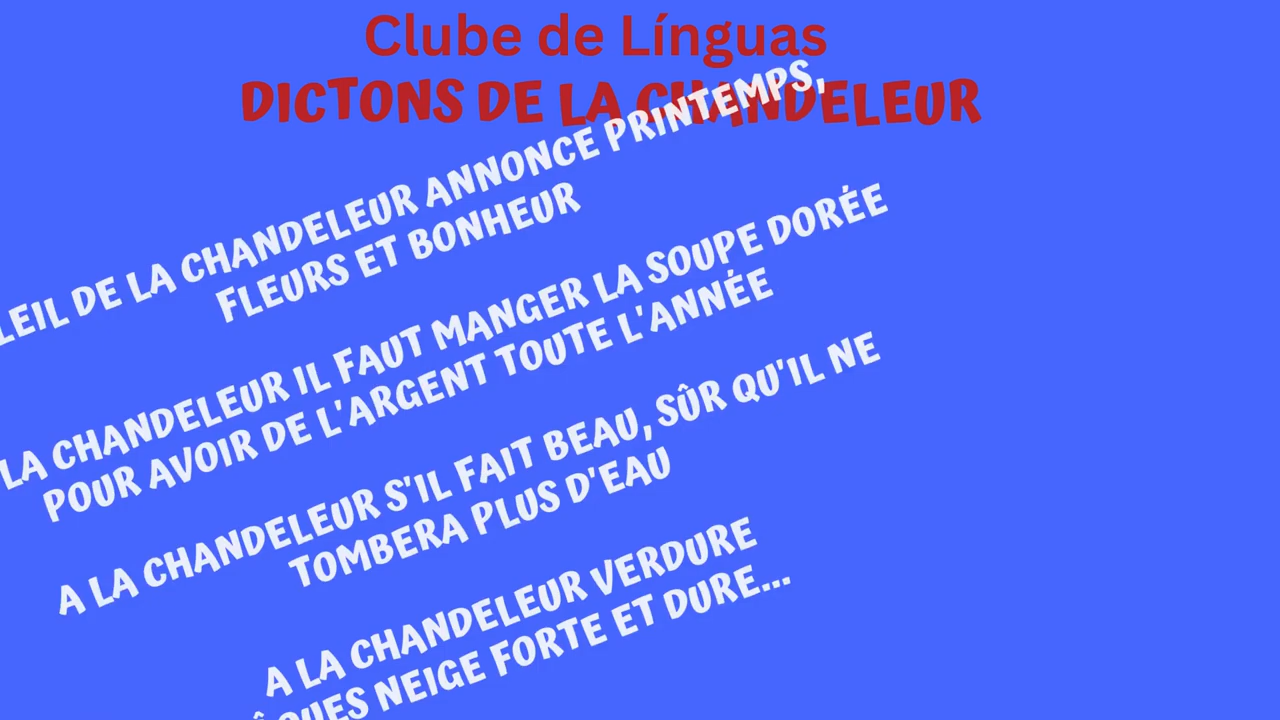 Clube de Línguas
DICTONS DE LA CHANDELEUR
LEIL DE LA CHANDELEUR ANNONCE PRINTEMPS,
FLEURS ET BONHEUR
LA CHANDELEUR IL FAUT MANGER LA SOUPE DORÉE
POUR AVOIR DE L'ARGENT TOUTE L'ANNÉE
A LA CHANDELEUR S'IL FAIT BEAU, SÛR QU'IL NE
TOMBERA PLUS D'EAU
A LA CHANDELEUR VERDURE
ÂQUES NEIGE FORTE ET DURE...